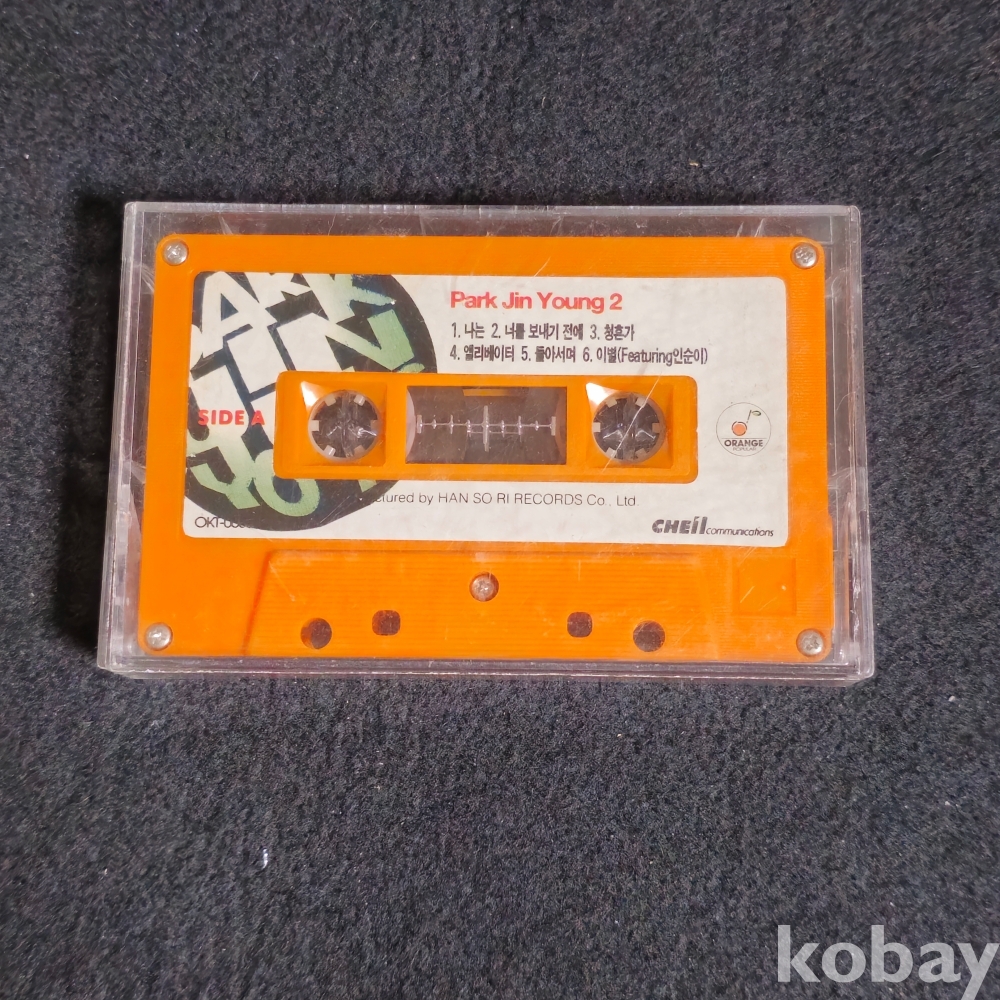 Park Jin Young 2
1. 나는 2. 너를 보내기 전에 3. 청혼가
4. 엘리베이터 5. 돌아서며 6. 이별(Featuring인순이)
SIDE A
ORANGE
POPULAR
by HAN SO RI RECORDS Co., Ltd.
CHEil communications
kobay